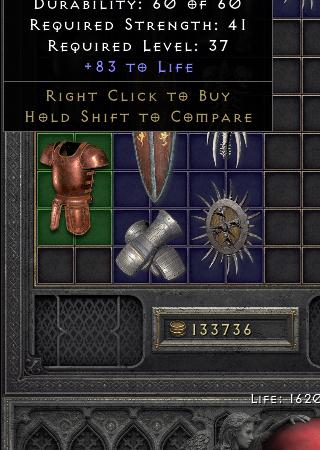 Durability: 60 of 60
Required Strength: 41
Required Level: 37
+83 to Life
Right Click to Buy
Hold Shift to Compare
133736
Life: 1620